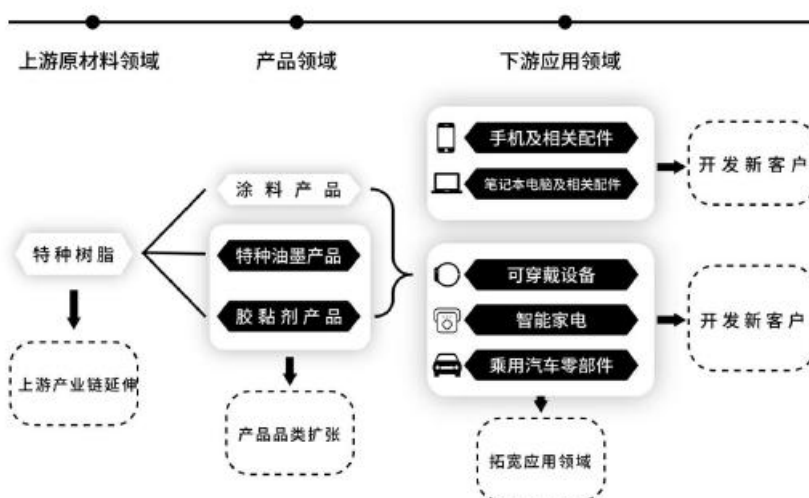 上游原材料领域
产品领域
下游应用领域
手机及相关配件
笔记本电脑及相关配件
开发新客户
涂料产品
特种树脂
特种油墨产品
胶黏剂产品
可穿戴设备
智能家电
乘用汽车零部件
开发新客户
上游产业链延伸
产品品类扩张
拓宽应用领域